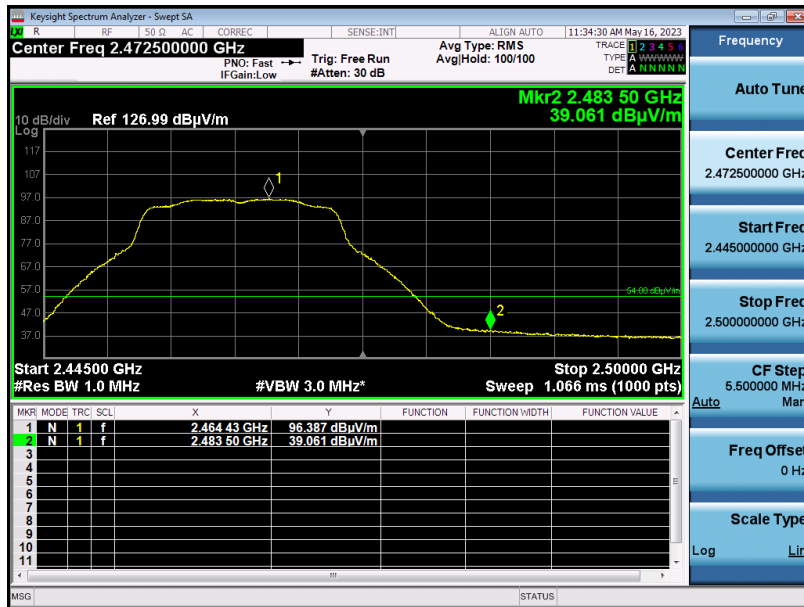 Keysight Spectrum Analyzer - Swept SA
LXI R RF 50 Ω AC CORREC SENSE:INT ALIGN AUTO 11:34:30 AM May 16, 2023
Center Freq 2.472500000 GHz
PNO: Fast
IFGain:Low
Trig: Free Run
#Atten: 30 dB
Avg Type: RMS
Avg|Hold: 100/100
TRACE 1 2 3 4 5 6
TYPE A WWWWW
DET A N N N N N
Mkr2 2.483 50 GHz
39.061 dBµV/m
10 dB/div Ref 126.99 dBµV/m
Log
117
107
97.0
87.0
77.0
67.0
57.0
47.0
37.0
1
2
54.00 dBµV/m
Start 2.44500 GHz Stop 2.50000 GHz
#Res BW 1.0 MHz #VBW 3.0 MHz* Sweep 1.066 ms (1000 pts)
MKR MODE TRC SCL X Y FUNCTION FUNCTION WIDTH FUNCTION VALUE
1 N 1 f 2.464 43 GHz 96.387 dBµV/m
2 N 1 f 2.483 50 GHz 39.061 dBµV/m
3
4
5
6
7
8
9
10
11
MSG STATUS
Frequency
Auto Tune
Center Freq
2.472500000 GHz
Start Freq
2.445000000 GHz
Stop Freq
2.500000000 GHz
CF Step
5.500000 MHz
Auto Man
Freq Offset
0 Hz
Scale Type
Log Lin